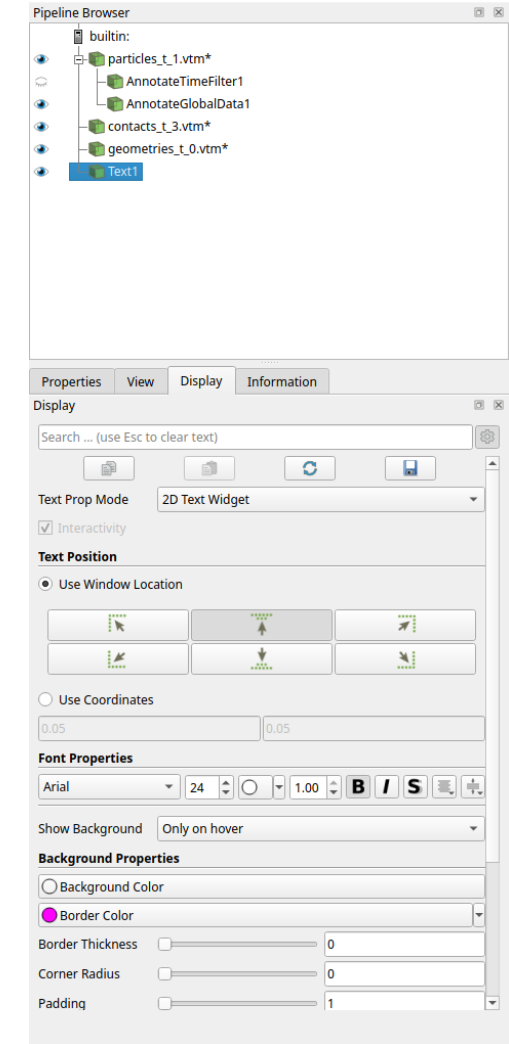 Pipeline Browser
builtin:
particles_t_1.vtm*
AnnotateTimeFilter1
AnnotateGlobalData1
contacts_t_3.vtm*
geometries_t_0.vtm*
Text1
Properties View Display Information
Display
Search ... (use Esc to clear text)
Text Prop Mode 2D Text Widget
Interactivity
Text Position
Use Window Location
Use Coordinates
0.05 0.05
Font Properties
Arial 24 1.00 B I S
Show Background Only on hover
Background Properties
Background Color
Border Color
Border Thickness 0
Corner Radius 0
Padding 1